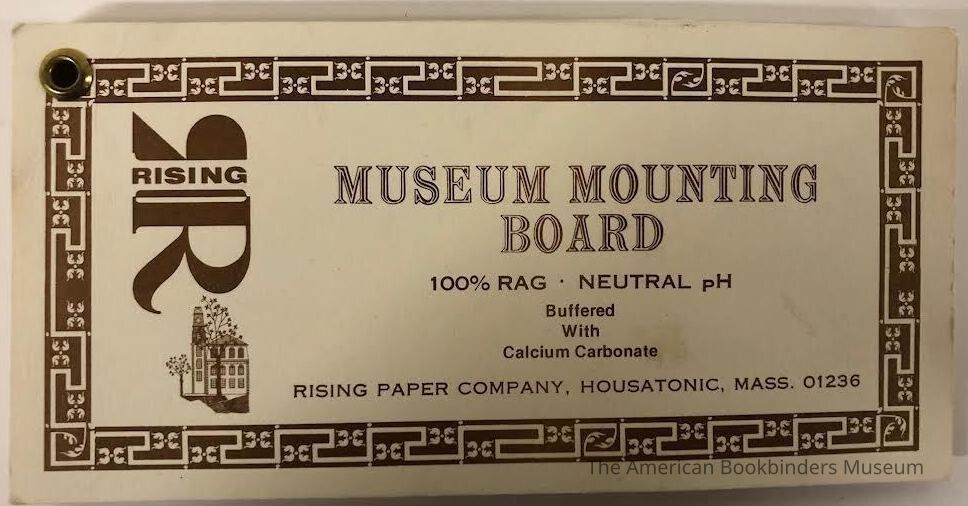 RISING
R
MUSEUM MOUNTING
BOARD
100% RAG · NEUTRAL pH
Buffered
With
Calcium Carbonate
RISING PAPER COMPANY, HOUSATONIC, MASS. 01236
The American Bookbinders Museum